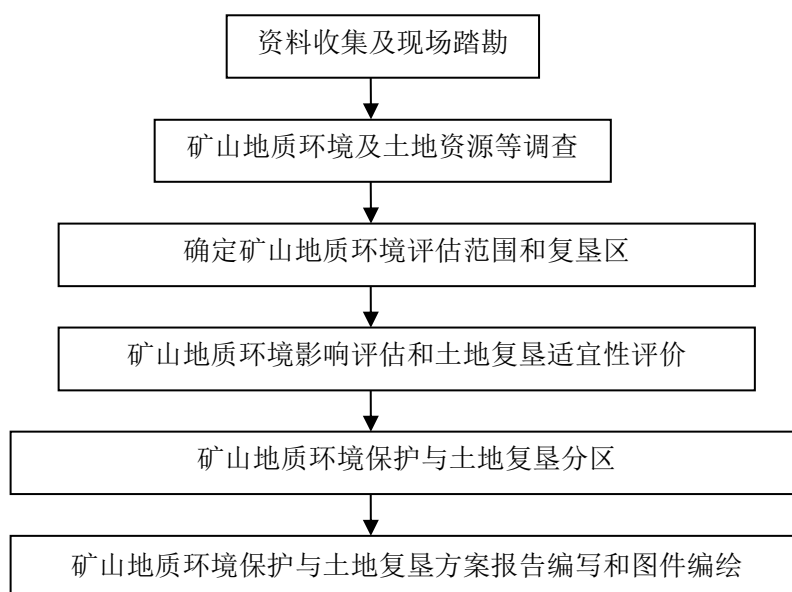 资料收集及现场踏勘
矿山地质环境及土地资源等调查
确定矿山地质环境评估范围和复垦区
矿山地质环境影响评估和土地复垦适宜性评价
矿山地质环境保护与土地复垦分区
矿山地质环境保护与土地复垦方案报告编写和图件编绘